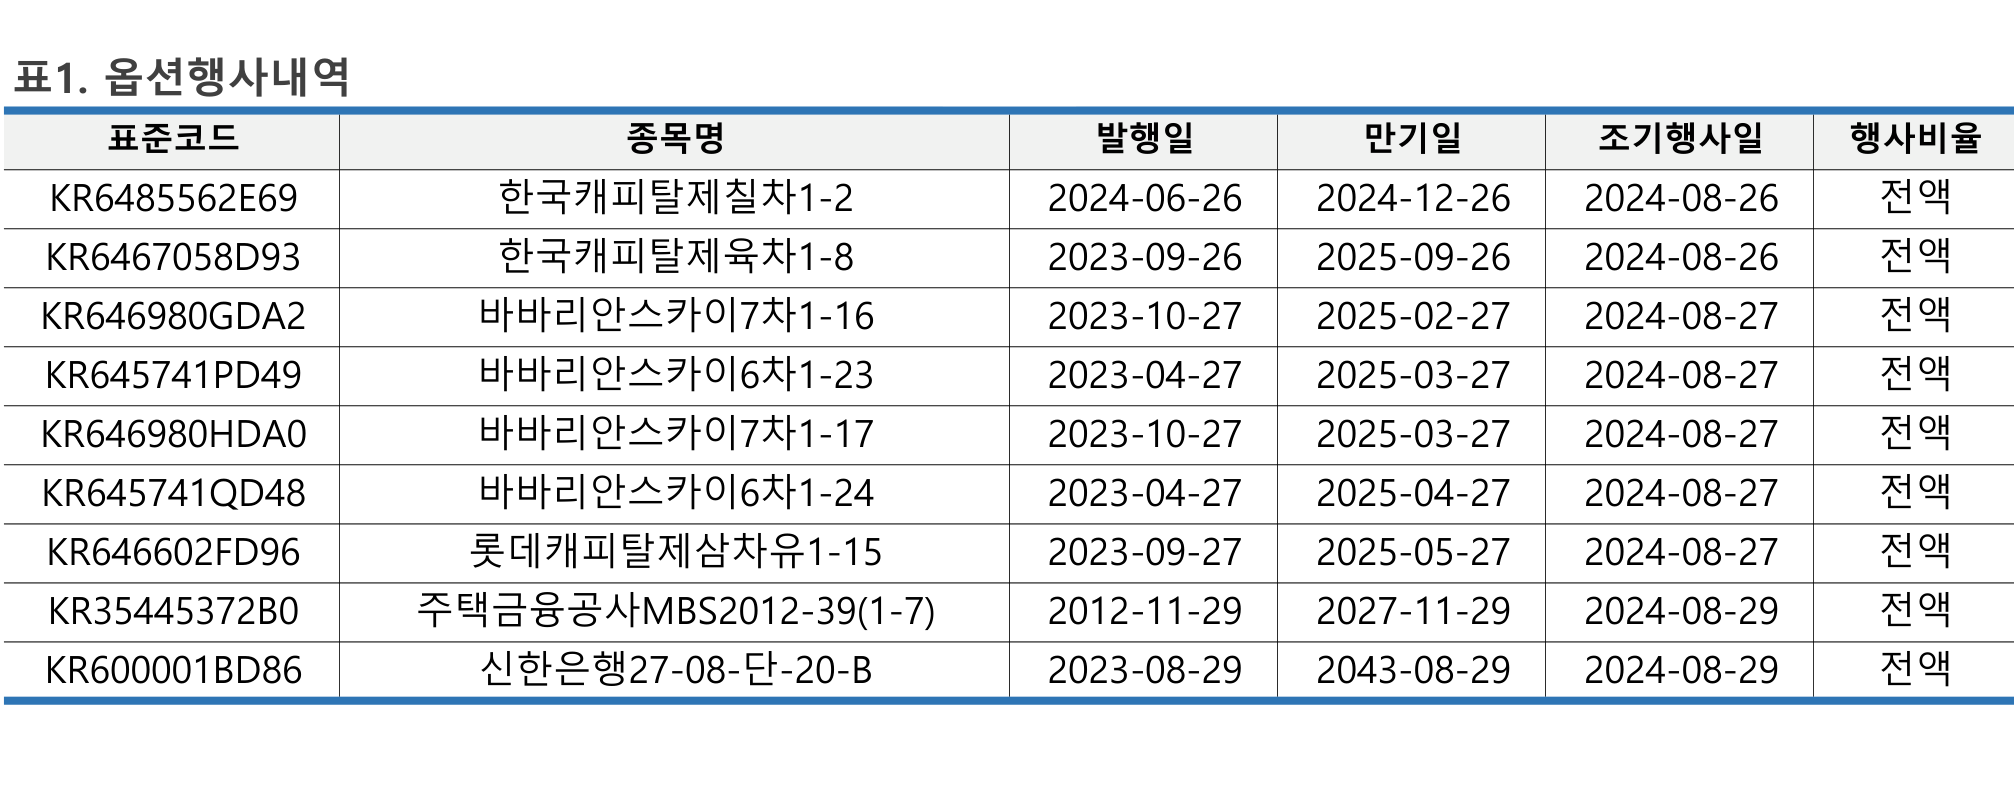 표1. 옵션행사내역
표준코드 종목명 발행일 만기일 조기행사일 행사비율
KR6485562E69 한국캐피탈제칠차1-2 2024-06-26 2024-12-26 2024-08-26 전액
KR6467058D93 한국캐피탈제육차1-8 2023-09-26 2025-09-26 2024-08-26 전액
KR646980GDA2 바바리안스카이7차1-16 2023-10-27 2025-02-27 2024-08-27 전액
KR645741PD49 바바리안스카이6차1-23 2023-04-27 2025-03-27 2024-08-27 전액
KR646980HDA0 바바리안스카이7차1-17 2023-10-27 2025-03-27 2024-08-27 전액
KR645741QD48 바바리안스카이6차1-24 2023-04-27 2025-04-27 2024-08-27 전액
KR646602FD96 롯데캐피탈제삼차유1-15 2023-09-27 2025-05-27 2024-08-27 전액
KR35445372B0 주택금융공사MBS2012-39(1-7) 2012-11-29 2027-11-29 2024-08-29 전액
KR600001BD86 신한은행27-08-단-20-B 2023-08-29 2043-08-29 2024-08-29 전액